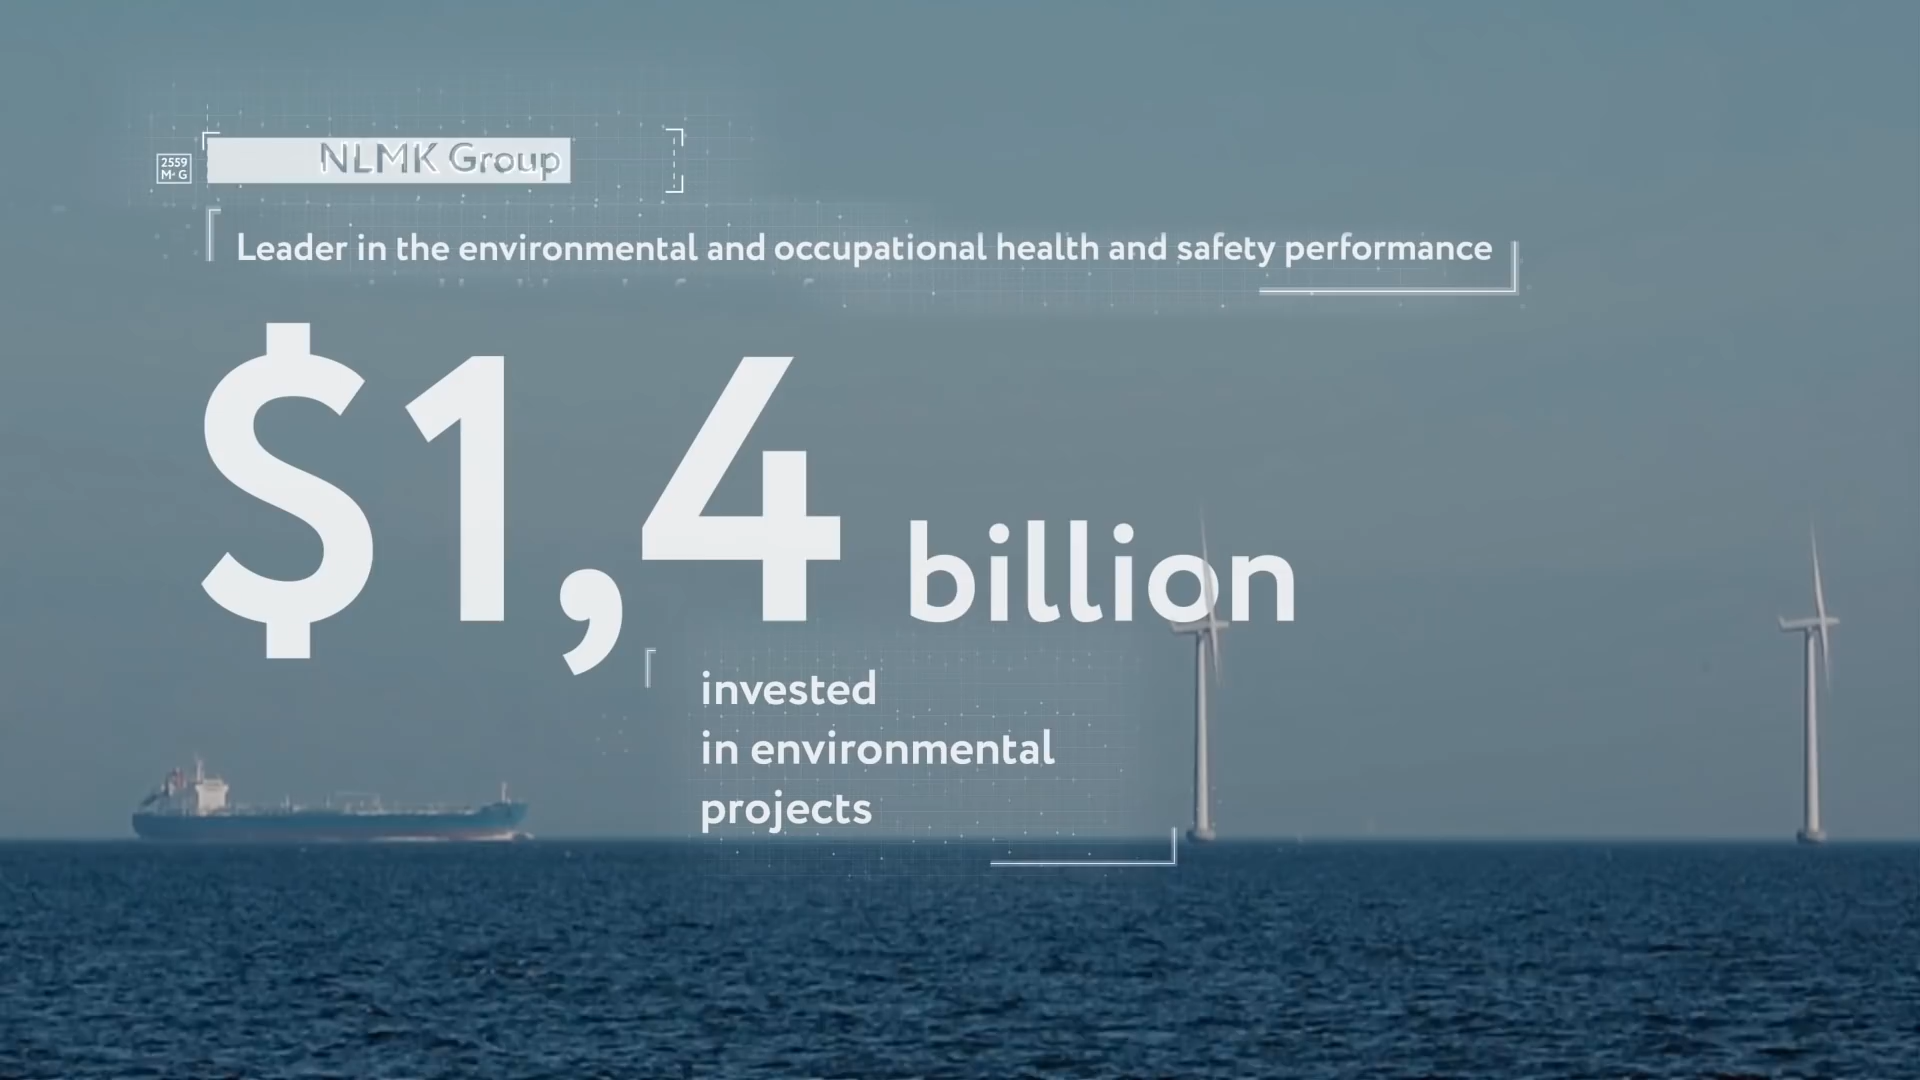 NLMK Group
2559
M·G
Leader in the environmental and occupational health and safety performance
$1,4 billion
invested
in environmental
projects